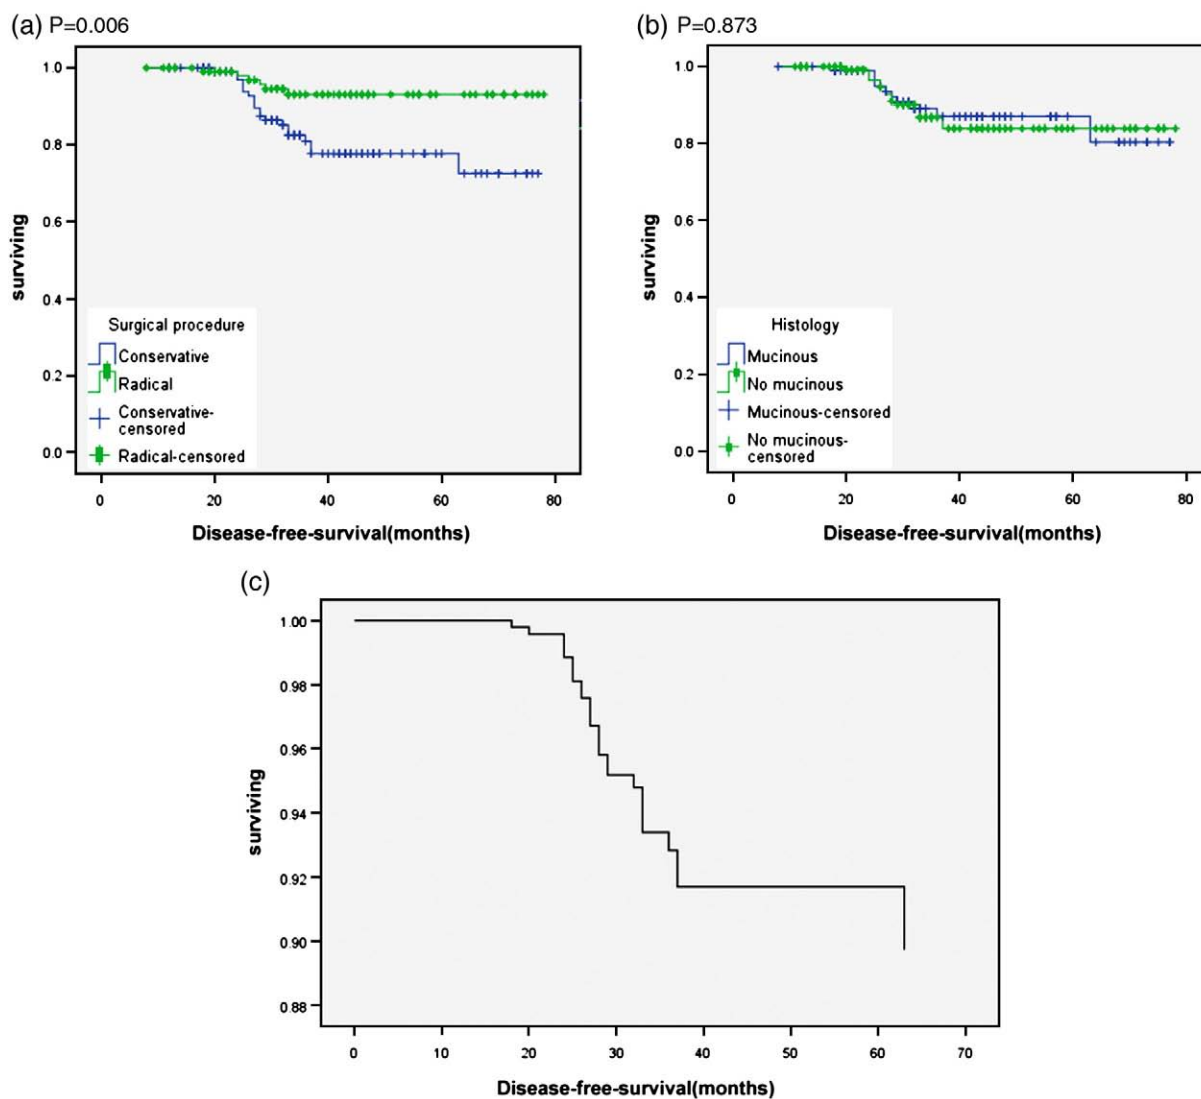 (a) P=0.006
1.0
0.8
0.6
0.4
0.2
0.0
surviving
Surgical procedure
Conservative
Radical
Conservative-
censored
Radical-censored
0 20 40 60 80
Disease-free-survival(months)
(b) P=0.873
1.0
0.8
0.6
0.4
0.2
0.0
surviving
Histology
Mucinous
No mucinous
Mucinous-censored
No mucinous-
censored
0 20 40 60 80
Disease-free-survival(months)
(c)
1.00
0.98
0.96
0.94
0.92
0.90
0.88
surviving
0 10 20 30 40 50 60 70
Disease-free-survival(months)